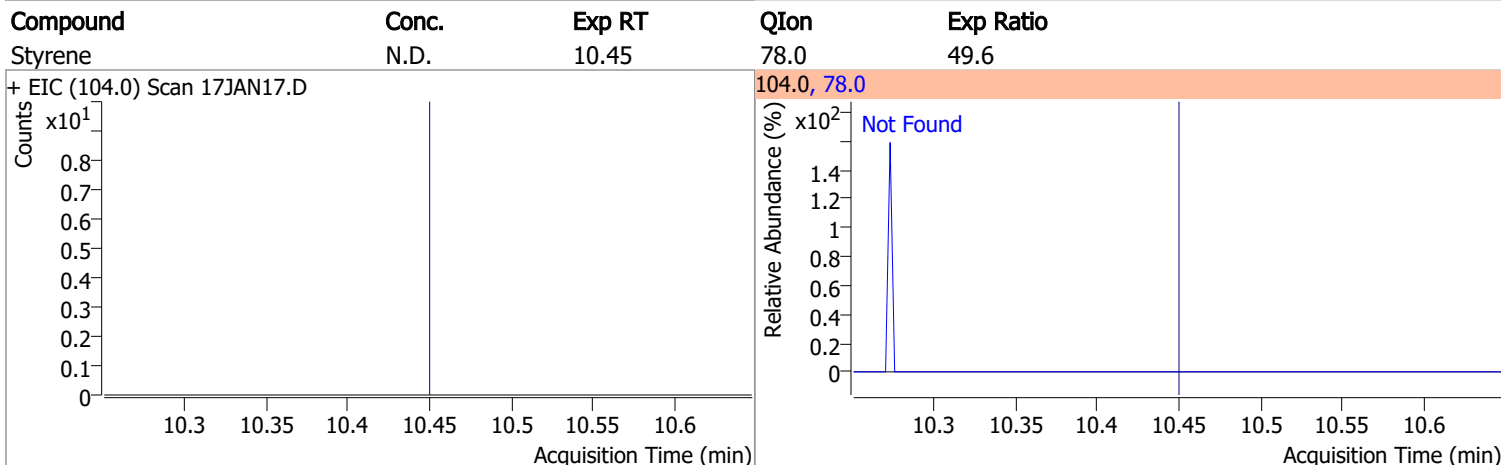 Compound Conc. Exp RT QIon Exp Ratio
Styrene N.D. 10.45 78.0 49.6
+ EIC (104.0) Scan 17JAN17.D
Counts
x10¹
0.8
0.7
0.6
0.5
0.4
0.3
0.2
0.1
0
10.3 10.35 10.4 10.45 10.5 10.55 10.6
Acquisition Time (min)
104.0, 78.0
Relative Abundance (%)
x10²
Not Found
1.4
1.2
1
0.8
0.6
0.4
0.2
0
10.3 10.35 10.4 10.45 10.5 10.55 10.6
Acquisition Time (min)